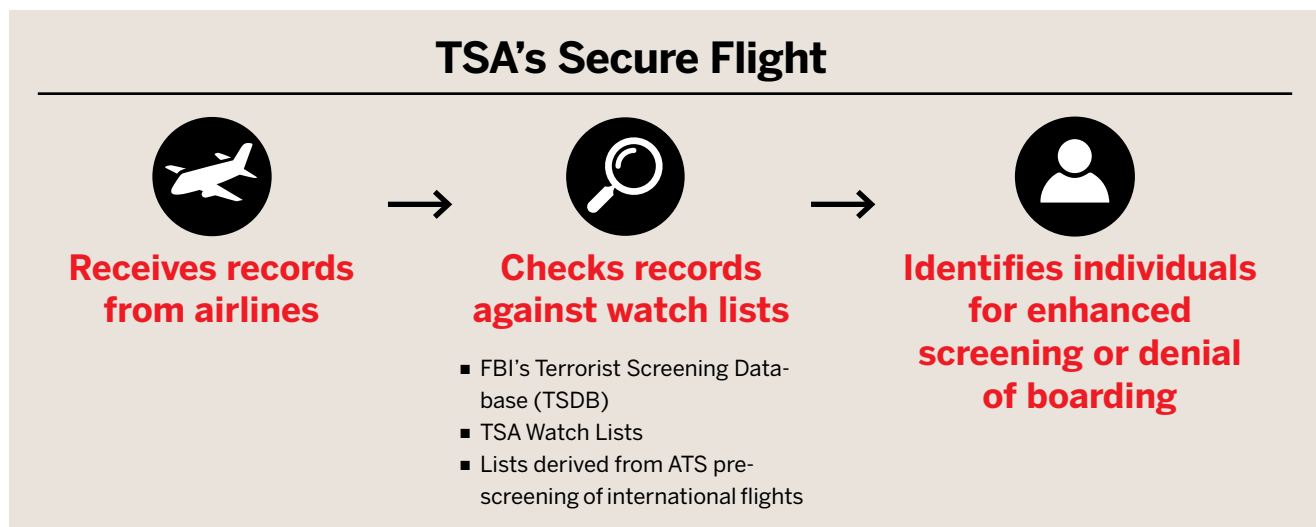 TSA’s Secure Flight
Receives records
from airlines
Checks records
against watch lists
■ FBI’s Terrorist Screening Data-
base (TSDB)
■ TSA Watch Lists
■ Lists derived from ATS pre-
screening of international flights
Identifies individuals
for enhanced
screening or denial
of boarding